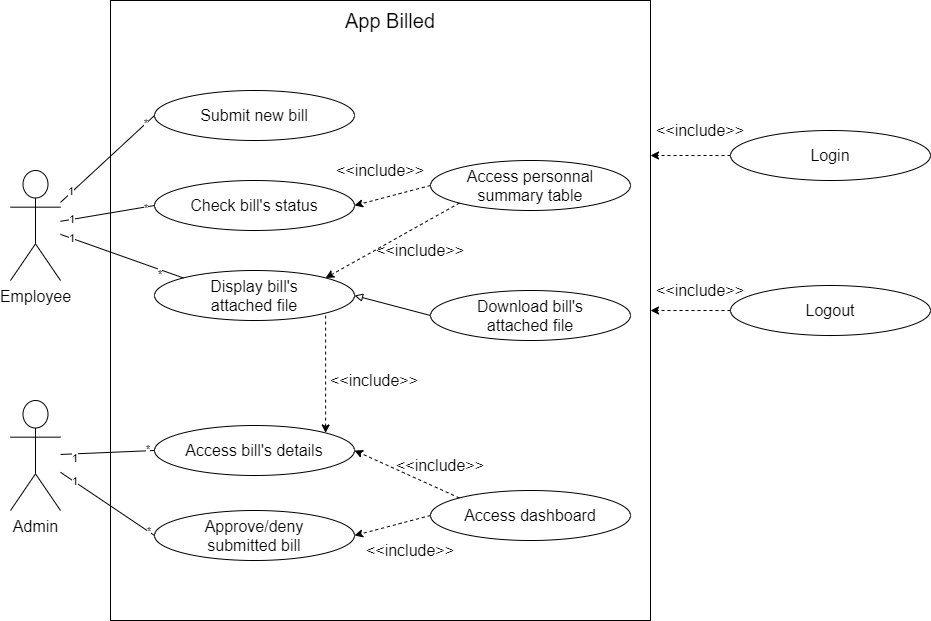 App Billed
Submit new bill
*
1
<<include>>
<<include>>
Access personnal
summary table
Login
Check bill's status
*
1
1
<<include>>
*
Display bill's
attached file
Employee
<<include>>
Download bill's
attached file
Logout
<<include>>
Access bill's details
*
1
<<include>>
1
Access dashboard
Admin
*
Approve/deny
submitted bill
<<include>>